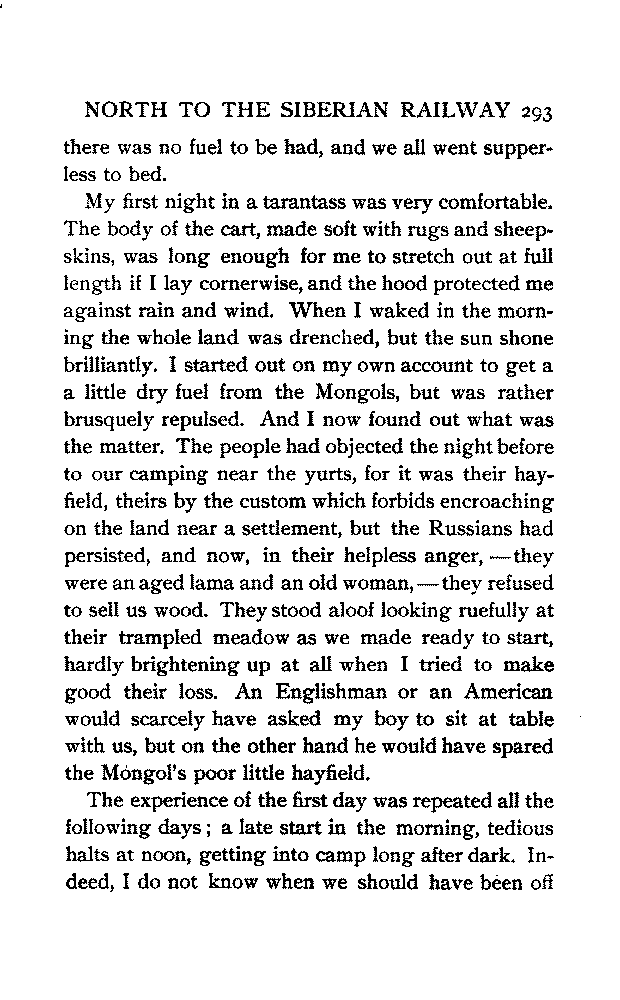 NORTH TO THE SIBERIAN RAILWAY 293
there was no fuel to be had, and we all went supper-
less to bed.
My first night in a tarantass was very comfortable.
The body of the cart, made soft with rugs and sheep-
skins, was long enough for me to stretch out at full
length if I lay cornerwise, and the hood protected me
against rain and wind. When I waked in the morn-
ing the whole land was drenched, but the sun shone
brilliantly. I started out on my own account to get a
a little dry fuel from the Mongols, but was rather
brusquely repulsed. And I now found out what was
the matter. The people had objected the night before
to our camping near the yurts, for it was their hay-
field, theirs by the custom which forbids encroaching
on the land near a settlement, but the Russians had
persisted, and now, in their helpless anger, —they
were an aged lama and an old woman,—they refused
to sell us wood. They stood aloof looking ruefully at
their trampled meadow as we made ready to start,
hardly brightening up at all when I tried to make
good their loss. An Englishman or an American
would scarcely have asked my boy to sit at table
with us, but on the other hand he would have spared
the Mongol's poor little hayfield.
The experience of the first day was repeated all the
following days; a late start in the morning, tedious
halts at noon, getting into camp long after dark. In-
deed, I do not know when we should have been off